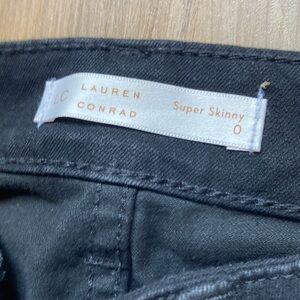 LC LAUREN
CONRAD
Super Skinny
0